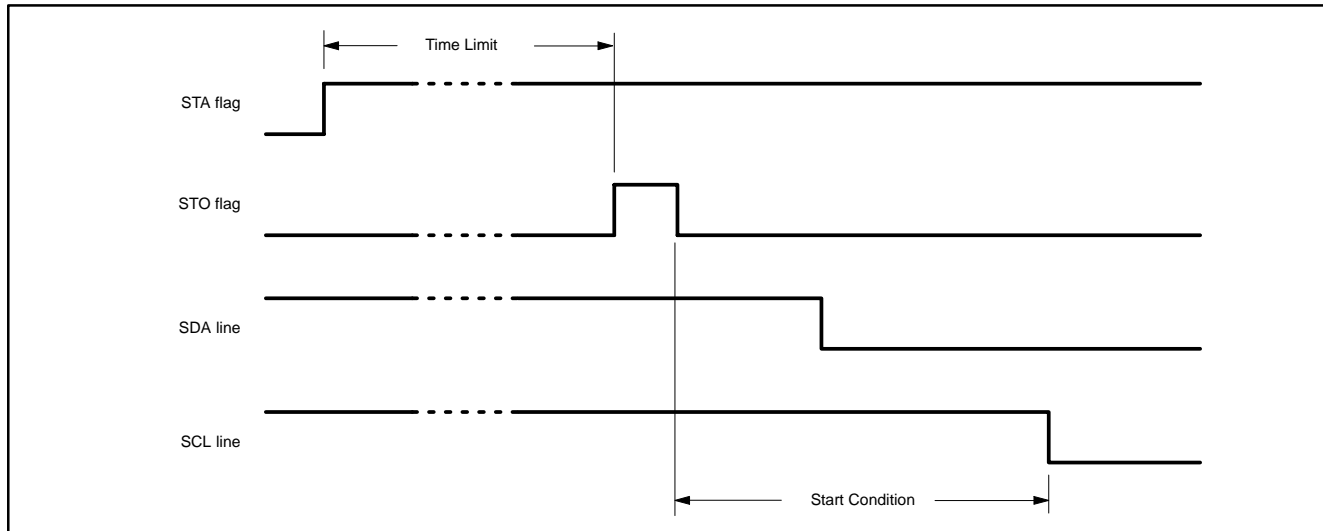 Time Limit
STA flag
STO flag
SDA line
SCL line
Start Condition